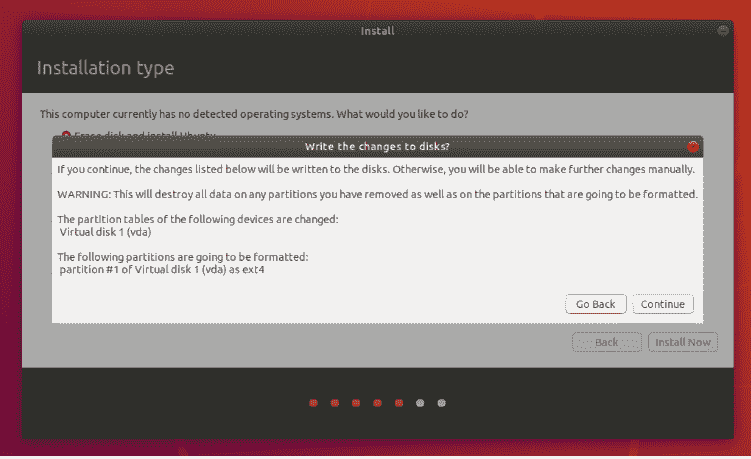 Install
Installation type
This computer currently has no detected operating systems. What would you like to do?
Erase disk and install Ubuntu
Write the changes to disks?
If you continue, the changes listed below will be written to the disks. Otherwise, you will be able to make further changes manually.
WARNING: This will destroy all data on any partitions you have removed as well as on the partitions that are going to be formatted.
The partition tables of the following devices are changed:
Virtual disk 1 (vda)
The following partitions are going to be formatted:
partition #1 of Virtual disk 1 (vda) as ext4
Go Back
Continue
Back
Install Now